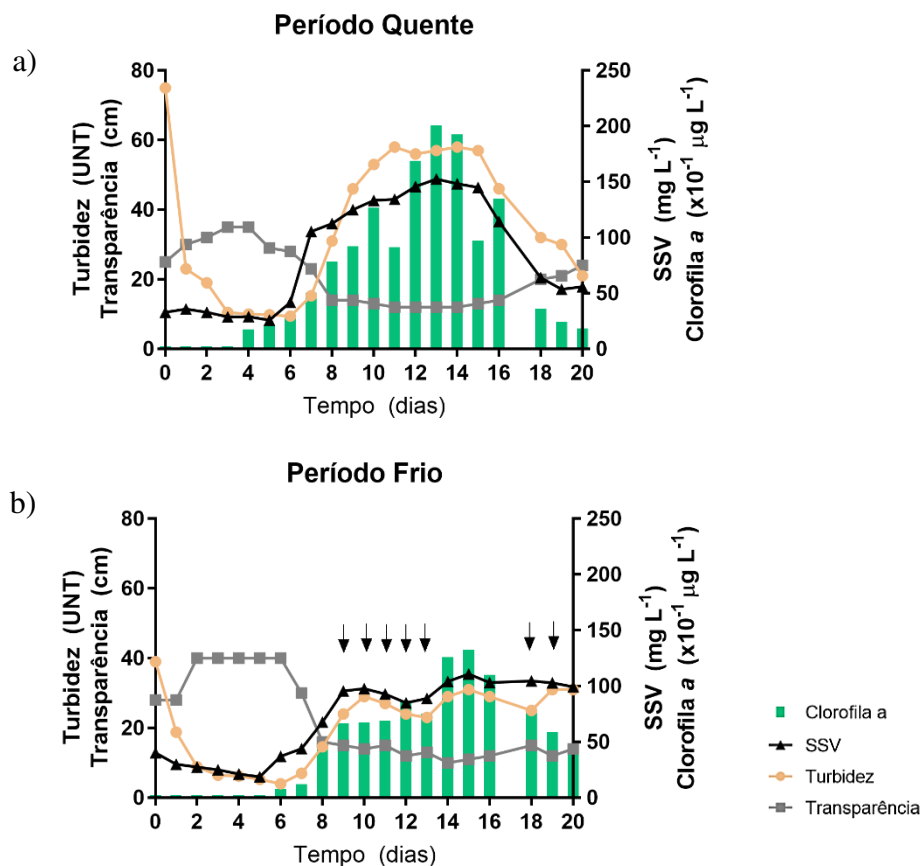 Período Quente
a)
80
60
40
20
0
Turbidez (UNT)
Transparência (cm)
250
200
150
100
50
0
SSV (mg L⁻¹)
Clorofila a (x10⁻¹ µg L⁻¹)
0 2 4 6 8 10 12 14 16 18 20
Tempo (dias)
Período Frio
b)
80
60
40
20
0
Turbidez (UNT)
Transparência (cm)
250
200
150
100
50
0
SSV (mg L⁻¹)
Clorofila a (x10⁻¹ µg L⁻¹)
0 2 4 6 8 10 12 14 16 18 20
Tempo (dias)
Clorofila a
SSV
Turbidez
Transparência